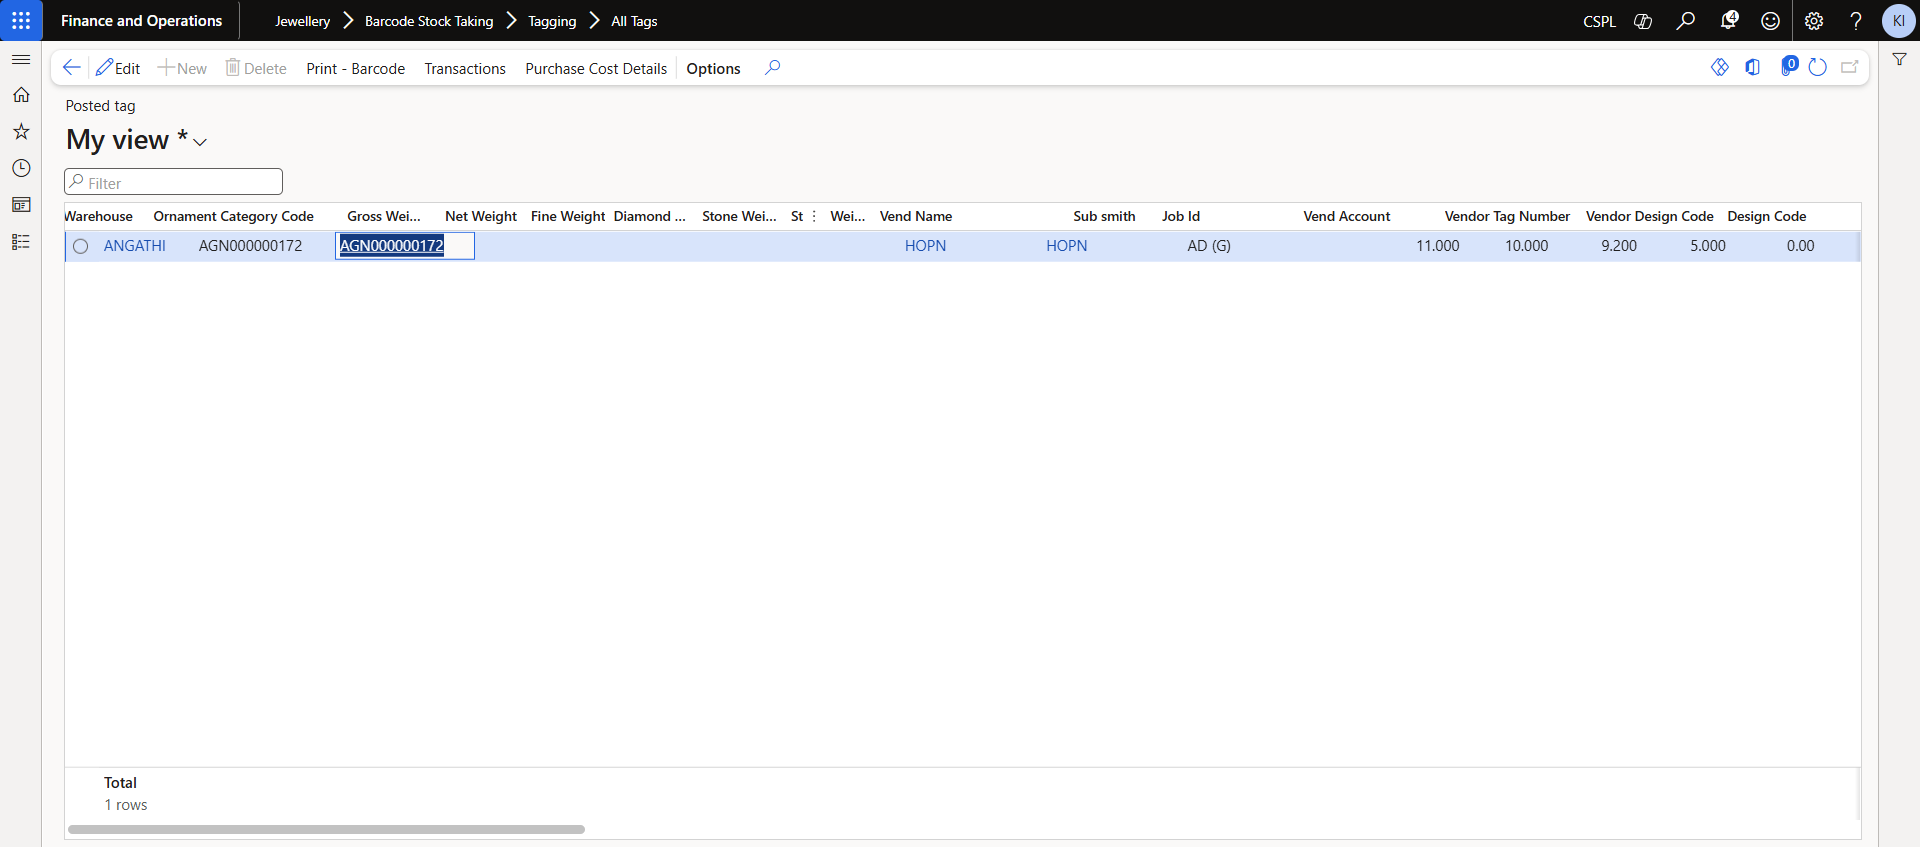 Finance and Operations Jewellery Barcode Stock Taking Tagging All Tags CSPL 4 ? KI
Edit New Delete Print - Barcode Transactions Purchase Cost Details Options 0
Posted tag
My view *
Filter
Warehouse Ornament Category Code Gross Wei... Net Weight Fine Weight Diamond ... Stone Wei... St Wei... Vend Name Sub smith Job Id Vend Account Vendor Tag Number Vendor Design Code Design Code
ANGATHI AGN000000172 AGN000000172 HOPN HOPN AD (G) 11.000 10.000 9.200 5.000 0.00
Total
1 rows